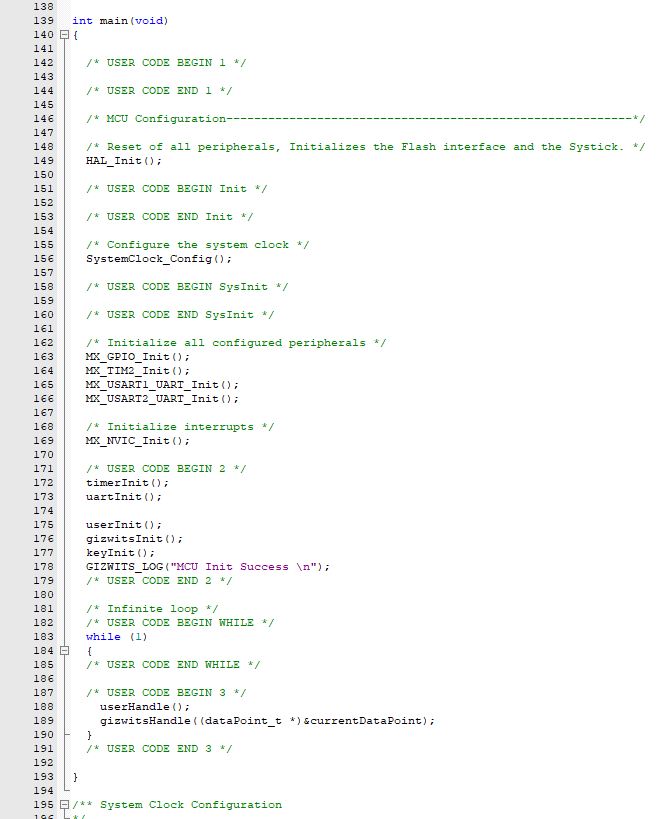 138
139 int main(void)
140 {
141
142 /* USER CODE BEGIN 1 */
143
144 /* USER CODE END 1 */
145
146 /* MCU Configuration----------------------------------------------------------*/
147
148 /* Reset of all peripherals, Initializes the Flash interface and the Systick. */
149 HAL_Init();
150
151 /* USER CODE BEGIN Init */
152
153 /* USER CODE END Init */
154
155 /* Configure the system clock */
156 SystemClock_Config();
157
158 /* USER CODE BEGIN SysInit */
159
160 /* USER CODE END SysInit */
161
162 /* Initialize all configured peripherals */
163 MX_GPIO_Init();
164 MX_TIM2_Init();
165 MX_USART1_UART_Init();
166 MX_USART2_UART_Init();
167
168 /* Initialize interrupts */
169 MX_NVIC_Init();
170
171 /* USER CODE BEGIN 2 */
172 timerInit();
173 uartInit();
174
175 userInit();
176 gizwitsInit();
177 keyInit();
178 GIZWITS_LOG("MCU Init Success \n");
179 /* USER CODE END 2 */
180
181 /* Infinite loop */
182 /* USER CODE BEGIN WHILE */
183 while (1)
184 {
185 /* USER CODE END WHILE */
186
187 /* USER CODE BEGIN 3 */
188 userHandle();
189 gizwitsHandle((dataPoint_t *)&currentDataPoint);
190 }
191 /* USER CODE END 3 */
192
193 }
194
195 /** System Clock Configuration
196 */